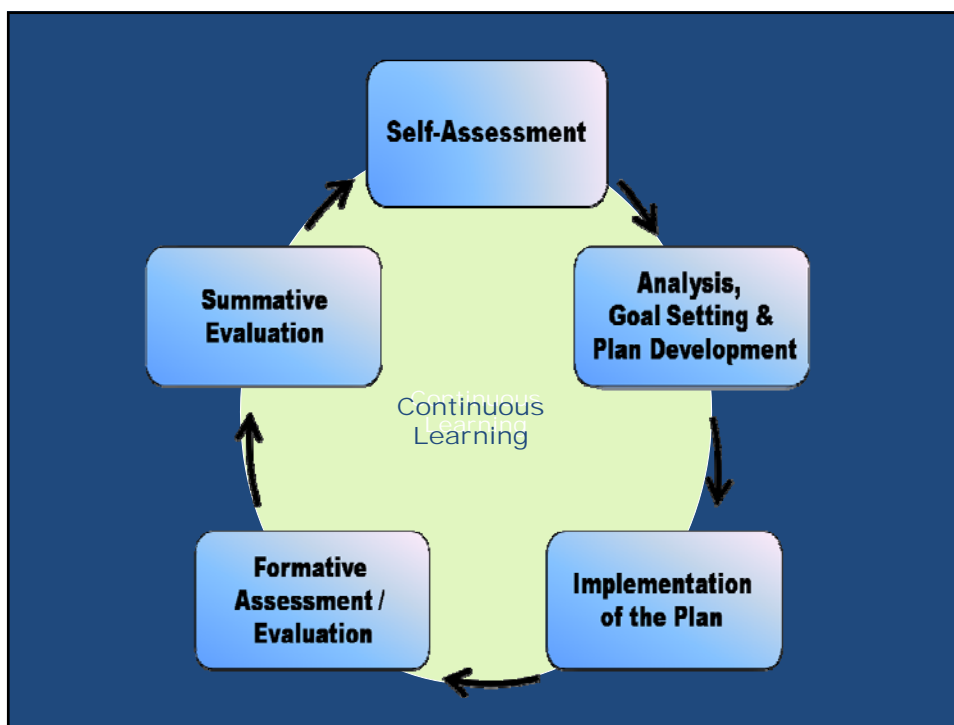 Self-Assessment
Analysis,
Goal Setting &
Plan Development
Implementation
of the Plan
Formative
Assessment /
Evaluation
Summative
Evaluation
Continuous
Learning